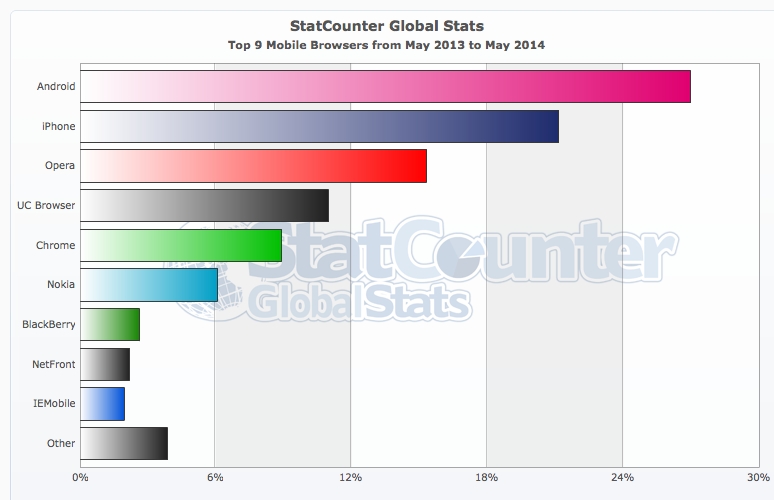 StatCounter Global Stats
Top 9 Mobile Browsers from May 2013 to May 2014
Android
iPhone
Opera
UC Browser
Chrome
StatCounter
Nokia
GlobalStats
BlackBerry
NetFront
IEMobile
Other
0% 6% 12% 18% 24% 30%